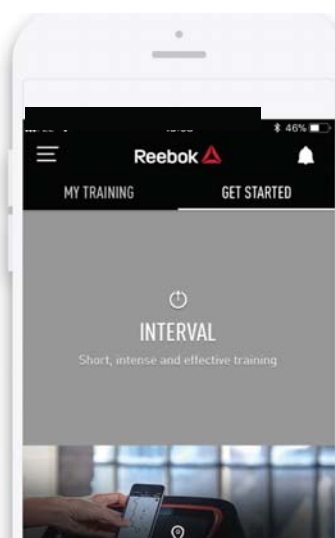 46%
Reebok
MY TRAINING GET STARTED
INTERVAL
Short, intense and effective training